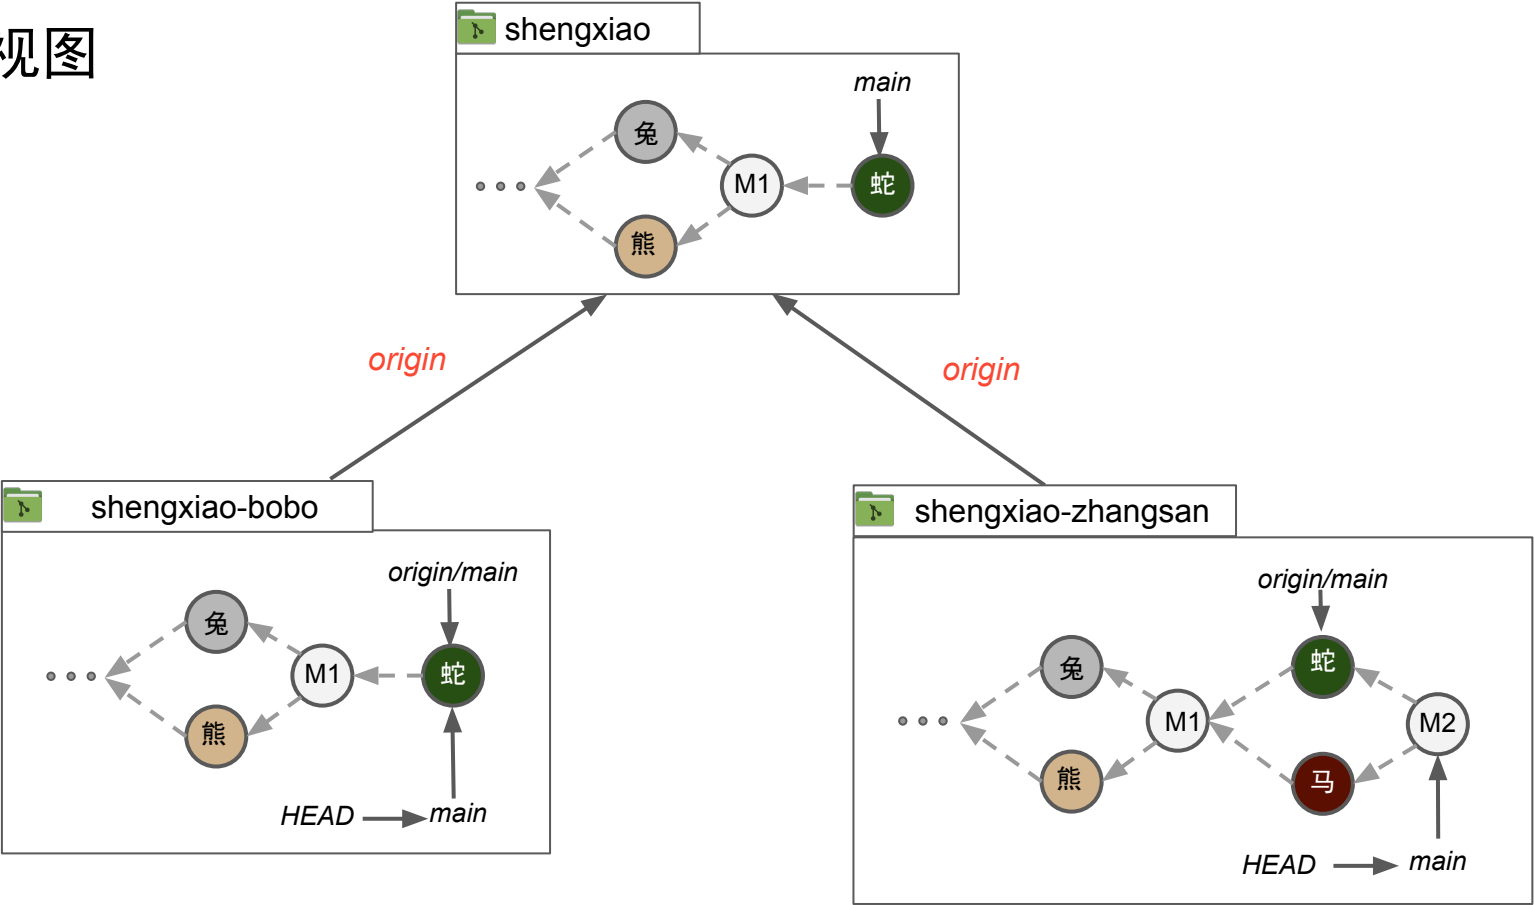 视图
shengxiao
main
兔
M1
蛇
熊
origin
origin
shengxiao-bobo
origin/main
兔
M1
蛇
熊
HEAD
main
shengxiao-zhangsan
origin/main
兔
蛇
M1
M2
熊
马
HEAD
main